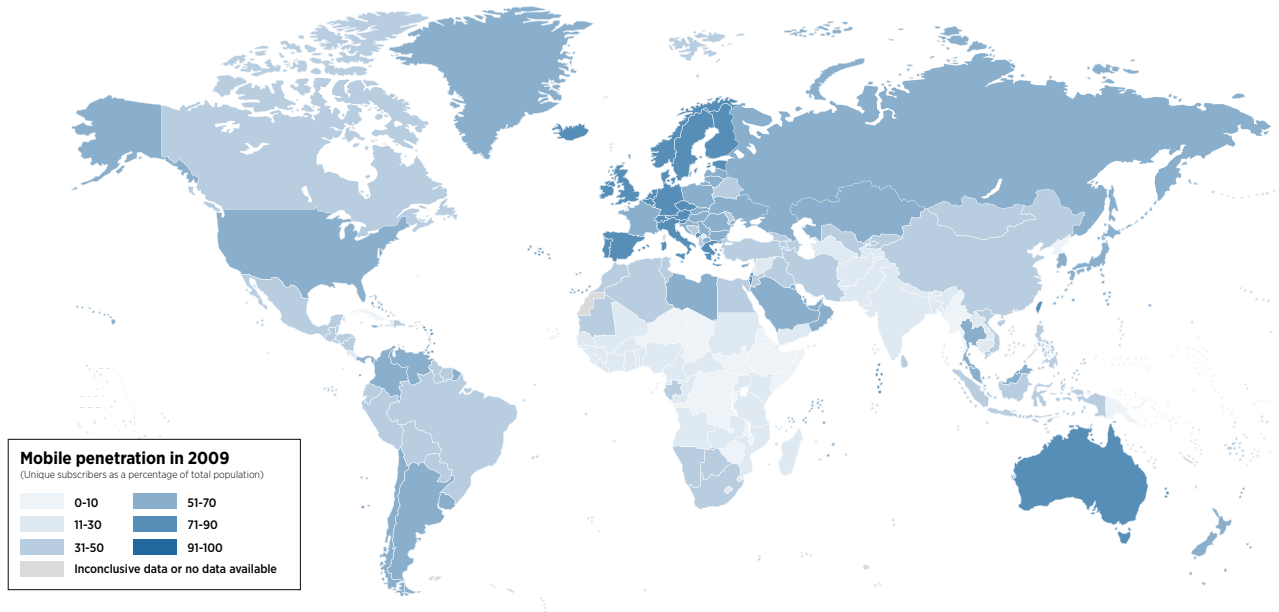 Mobile penetration in 2009
(Unique subscribers as a percentage of total population)
0-10
11-30
31-50
51-70
71-90
91-100
Inconclusive data or no data available